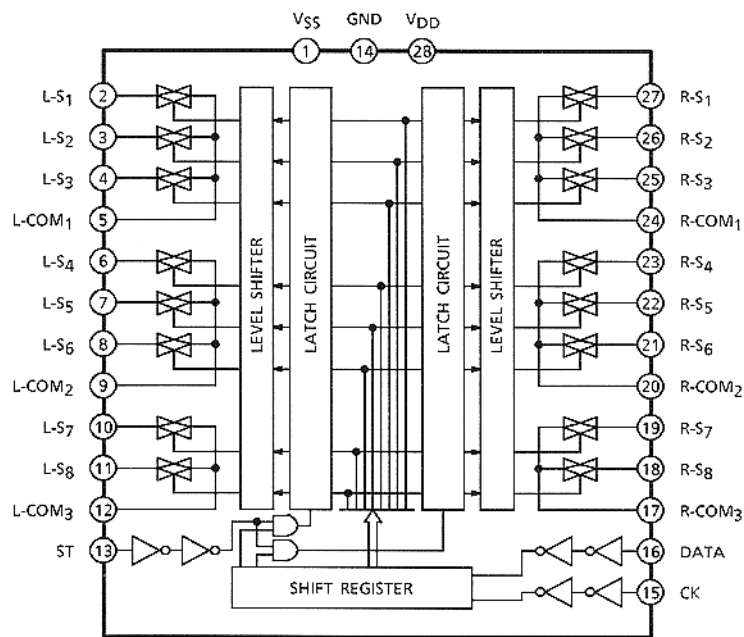 VSS GND VDD
1 14 28
L-S1 2 27 R-S1
L-S2 3 26 R-S2
L-S3 4 25 R-S3
L-COM1 5 24 R-COM1
L-S4 6 23 R-S4
L-S5 7 22 R-S5
L-S6 8 21 R-S6
L-COM2 9 20 R-COM2
L-S7 10 19 R-S7
L-S8 11 18 R-S8
L-COM3 12 17 R-COM3
ST 13 16 DATA
15 CK
LEVEL SHIFTER
LATCH CIRCUIT
LATCH CIRCUIT
LEVEL SHIFTER
SHIFT REGISTER